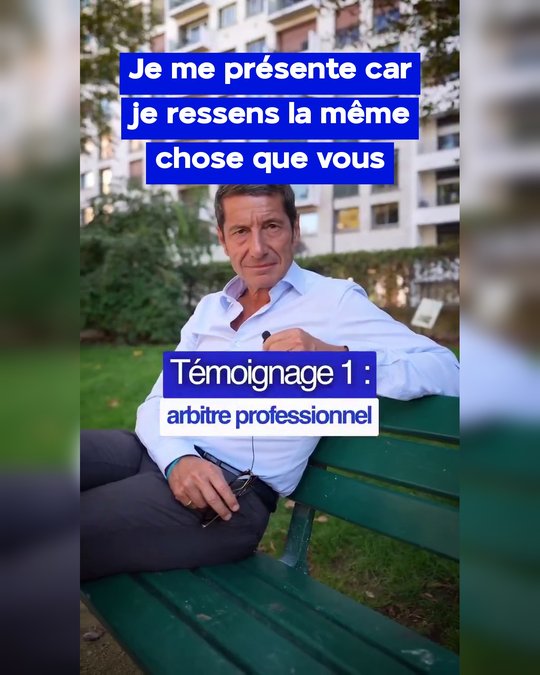 Je me présente car
je ressens la même
chose que vous
Témoignage 1 :
arbitre professionnel